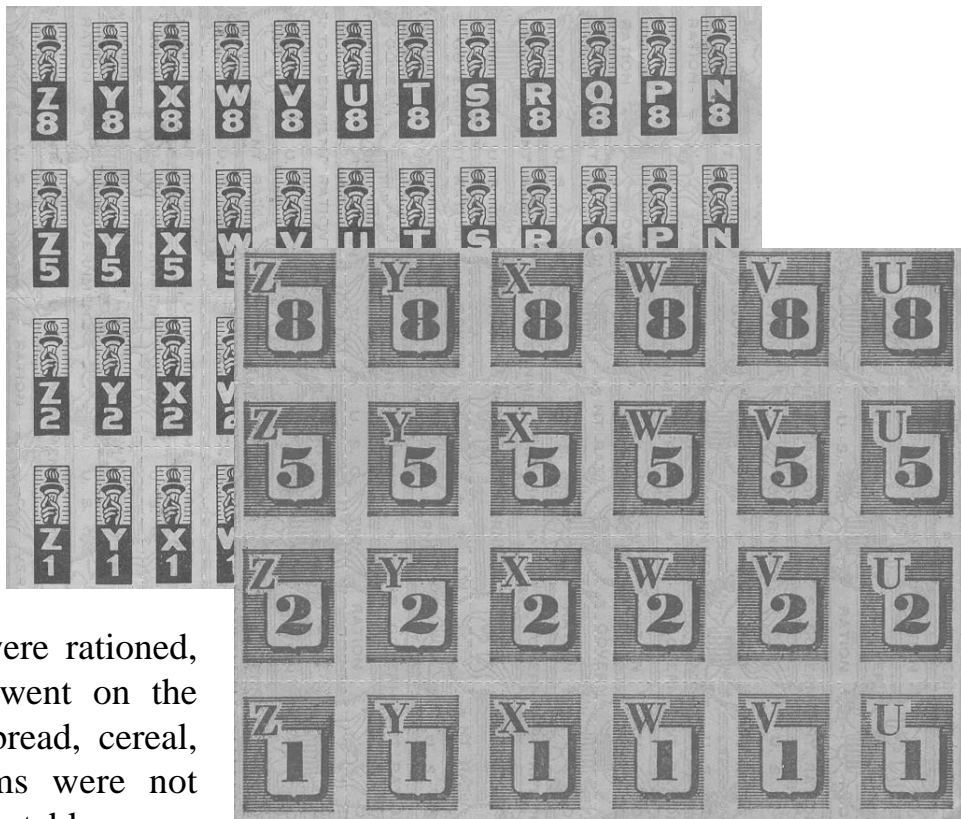 Z8 Y8 X8 W8 V8 U8 T8 S8 R8 Q8 P8 N8
Z5 Y5 X5 W5 V U T S R Q P N
Z2 Y2 X2
Z1 Y1 X1
Z8 Y8 X8 W8 V8 U8
Z5 Y5 X5 W5 V5 U5
Z2 Y2 X2 W2 V2 U2
Z1 Y1 X1 W1 V1 U1
were rationed,
went on the
bread, cereal,
were not